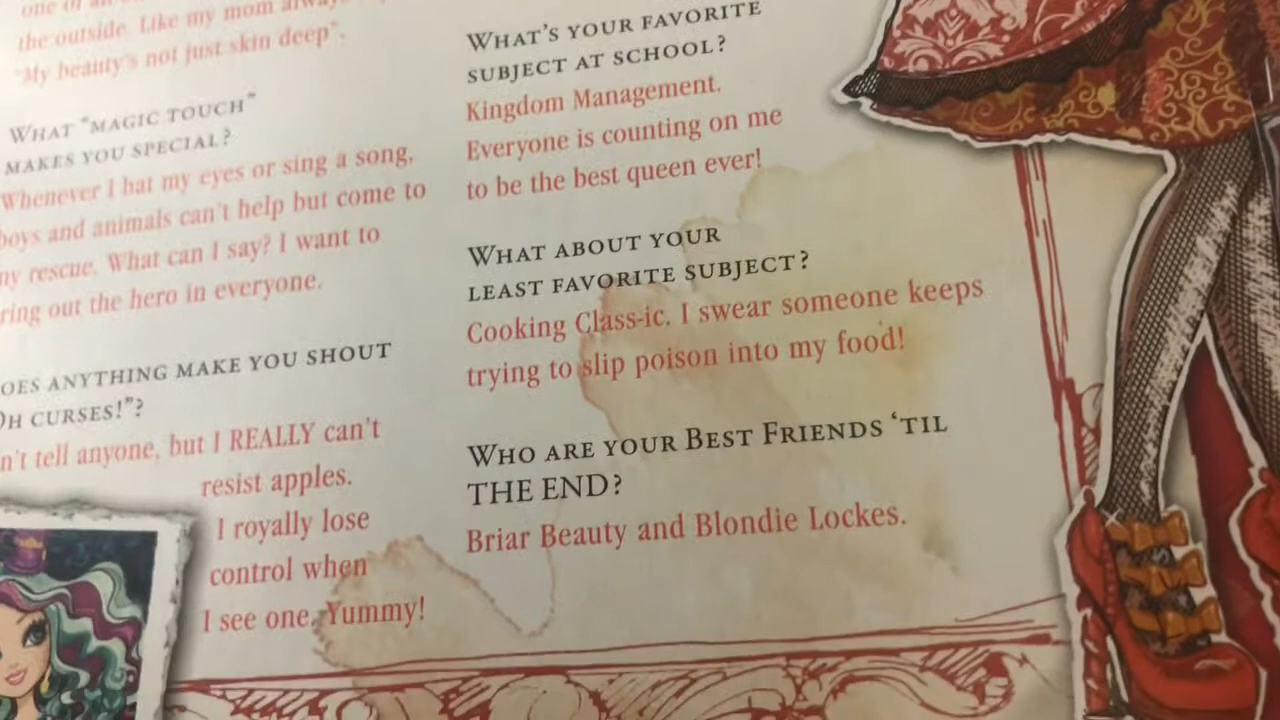 one of
the outside. Like my mom always
"My beauty's not just skin deep".
WHAT "MAGIC TOUCH"
MAKES YOU SPECIAL?
Whenever I bat my eyes or sing a song,
boys and animals can't help but come to
my rescue. What can I say? I want to
ring out the hero in everyone.
OES ANYTHING MAKE YOU SHOUT
OH CURSES!"?
n't tell anyone, but I REALLY can't
resist apples.
I royally lose
control when
I see one. Yummy!
WHAT'S YOUR FAVORITE
SUBJECT AT SCHOOL?
Kingdom Management.
Everyone is counting on me
to be the best queen ever!
WHAT ABOUT YOUR
LEAST FAVORITE SUBJECT?
Cooking Class-ic. I swear someone keeps
trying to slip poison into my food!
WHO ARE YOUR BEST FRIENDS 'TIL
THE END?
Briar Beauty and Blondie Lockes.